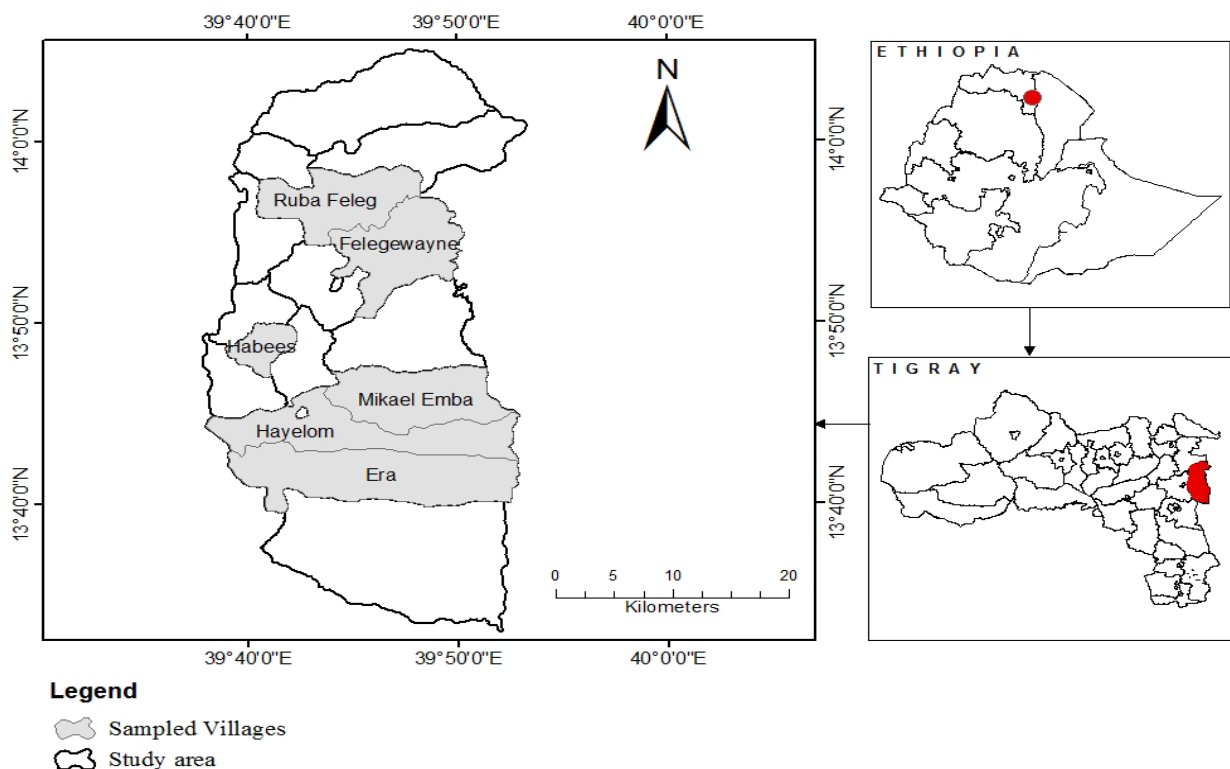 39°40'0"E 39°50'0"E 40°0'0"E
N
14°0'0"N
13°50'0"N
13°40'0"N
Ruba Feleg
Felegewayne
Habees
Mikael Emba
Hayelom
Era
0 5 10 20
Kilometers
14°0'0"N
13°50'0"N
13°40'0"N
39°40'0"E 39°50'0"E 40°0'0"E
ETHIOPIA
TIGRAY
Legend
Sampled Villages
Study area